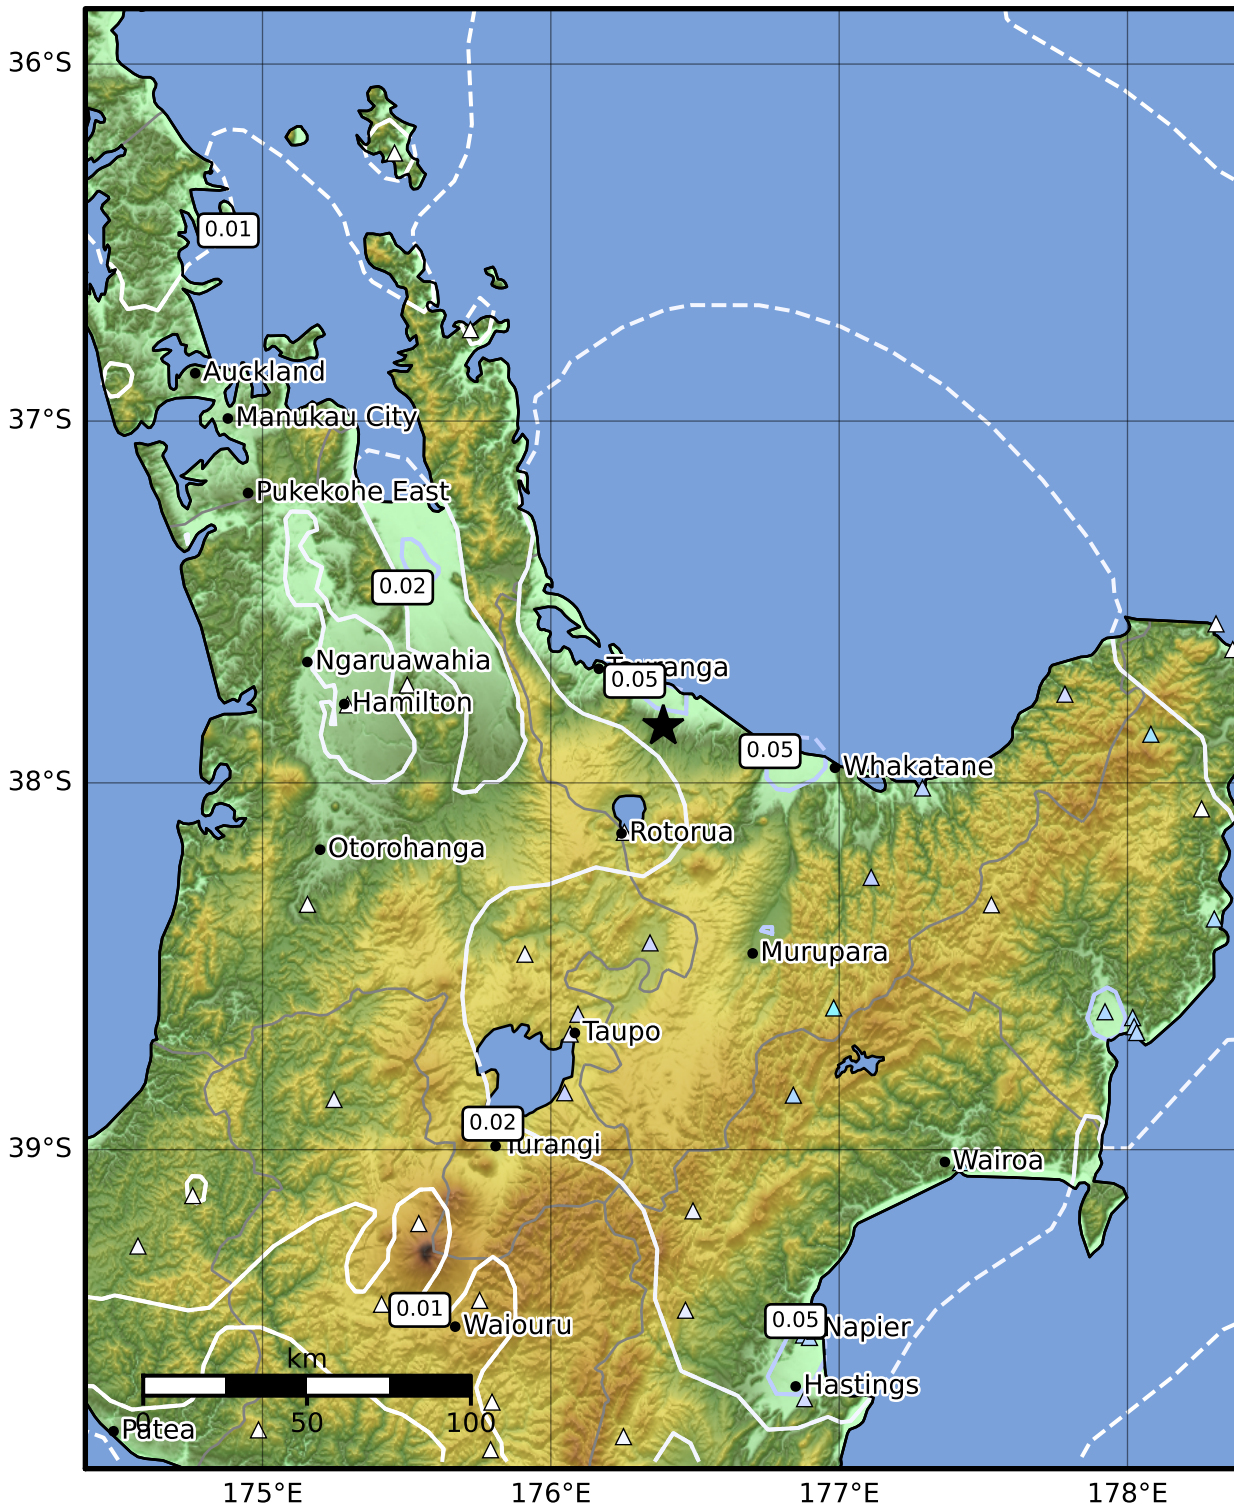 36°S
0.01
Auckland
37°S
Manukau City
Pukekohe East
0.02
Ngaruawahia
Tauranga
0.05
Hamilton
0.05
Whakatane
38°S
Rotorua
Otorohanga
Murupara
Taupo
0.02
39°S
Turangi
Wairoa
0.01
0.05
Waiouru
Napier
km
Hastings
0
50
100
Patea
175°E
176°E
177°E
178°E